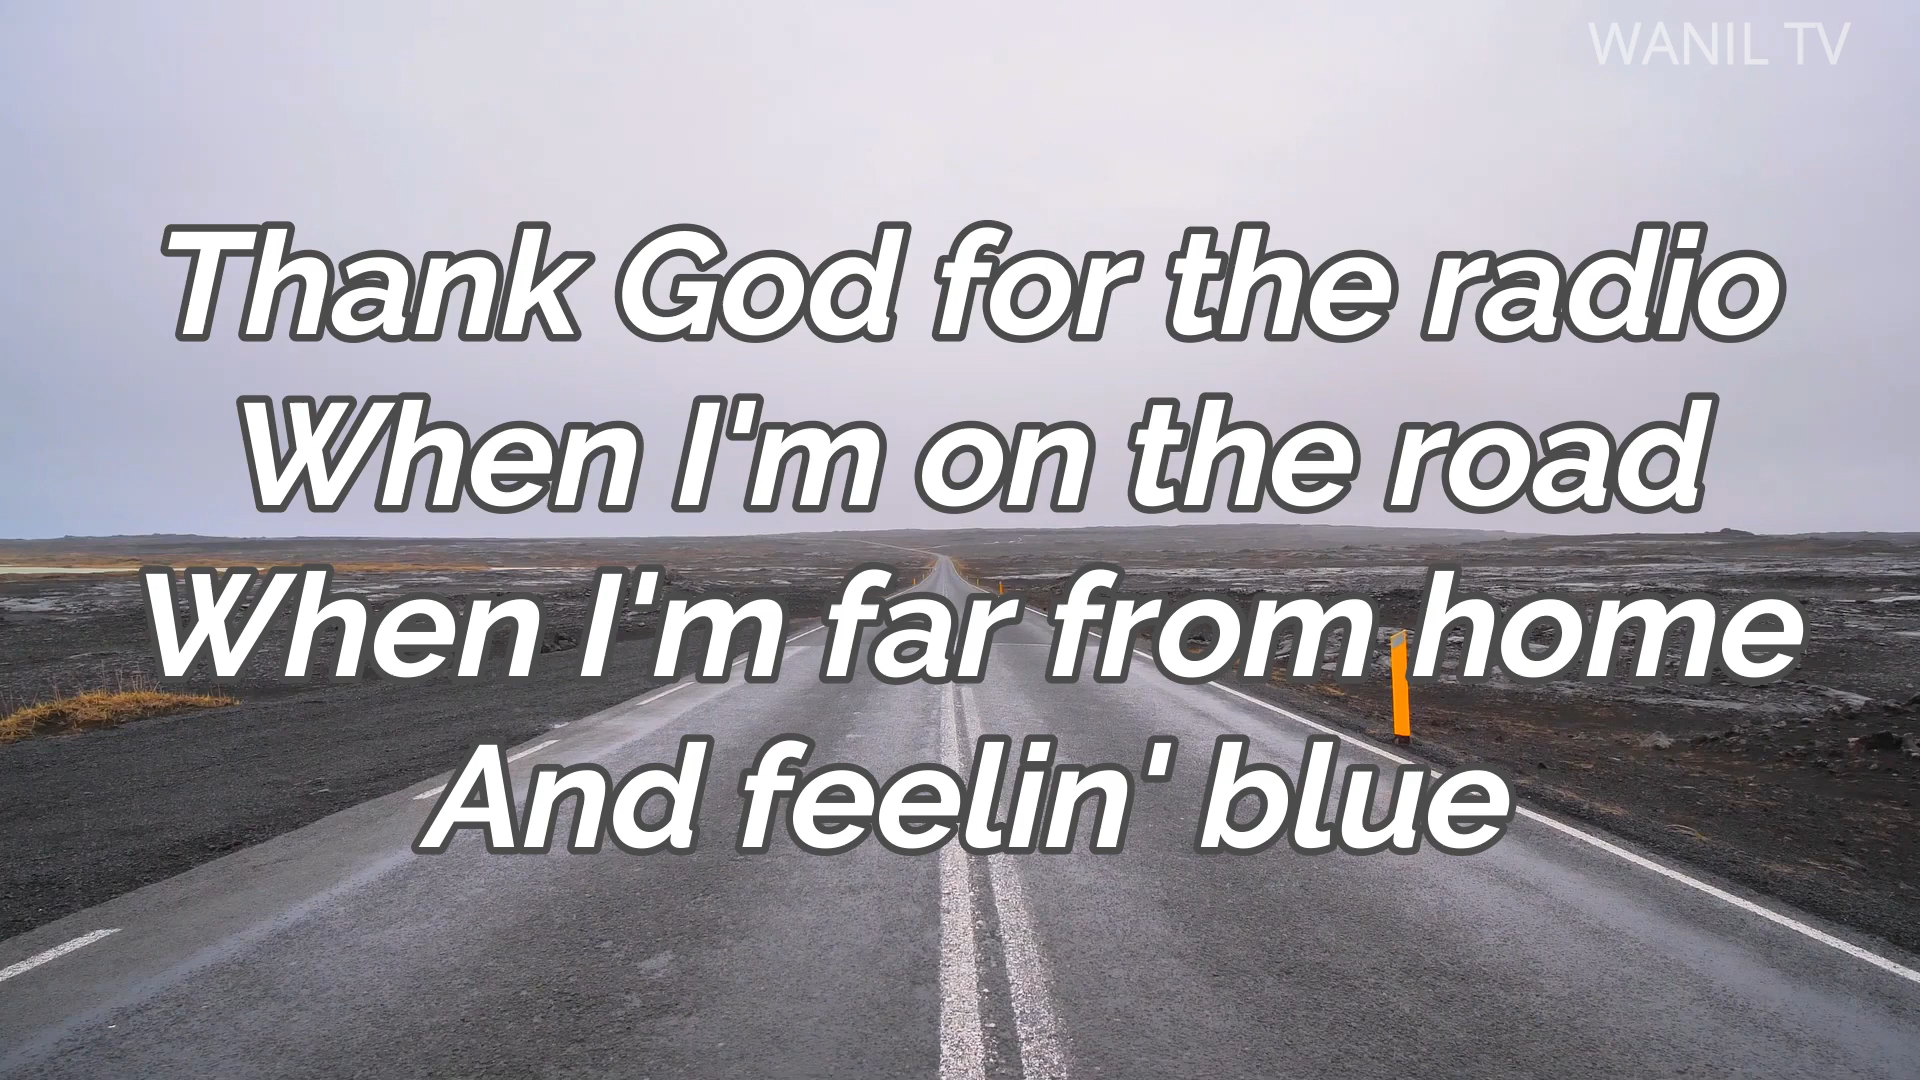 WANIL TV
Thank God for the radio
When I'm on the road
When I'm far from home
And feelin' blue